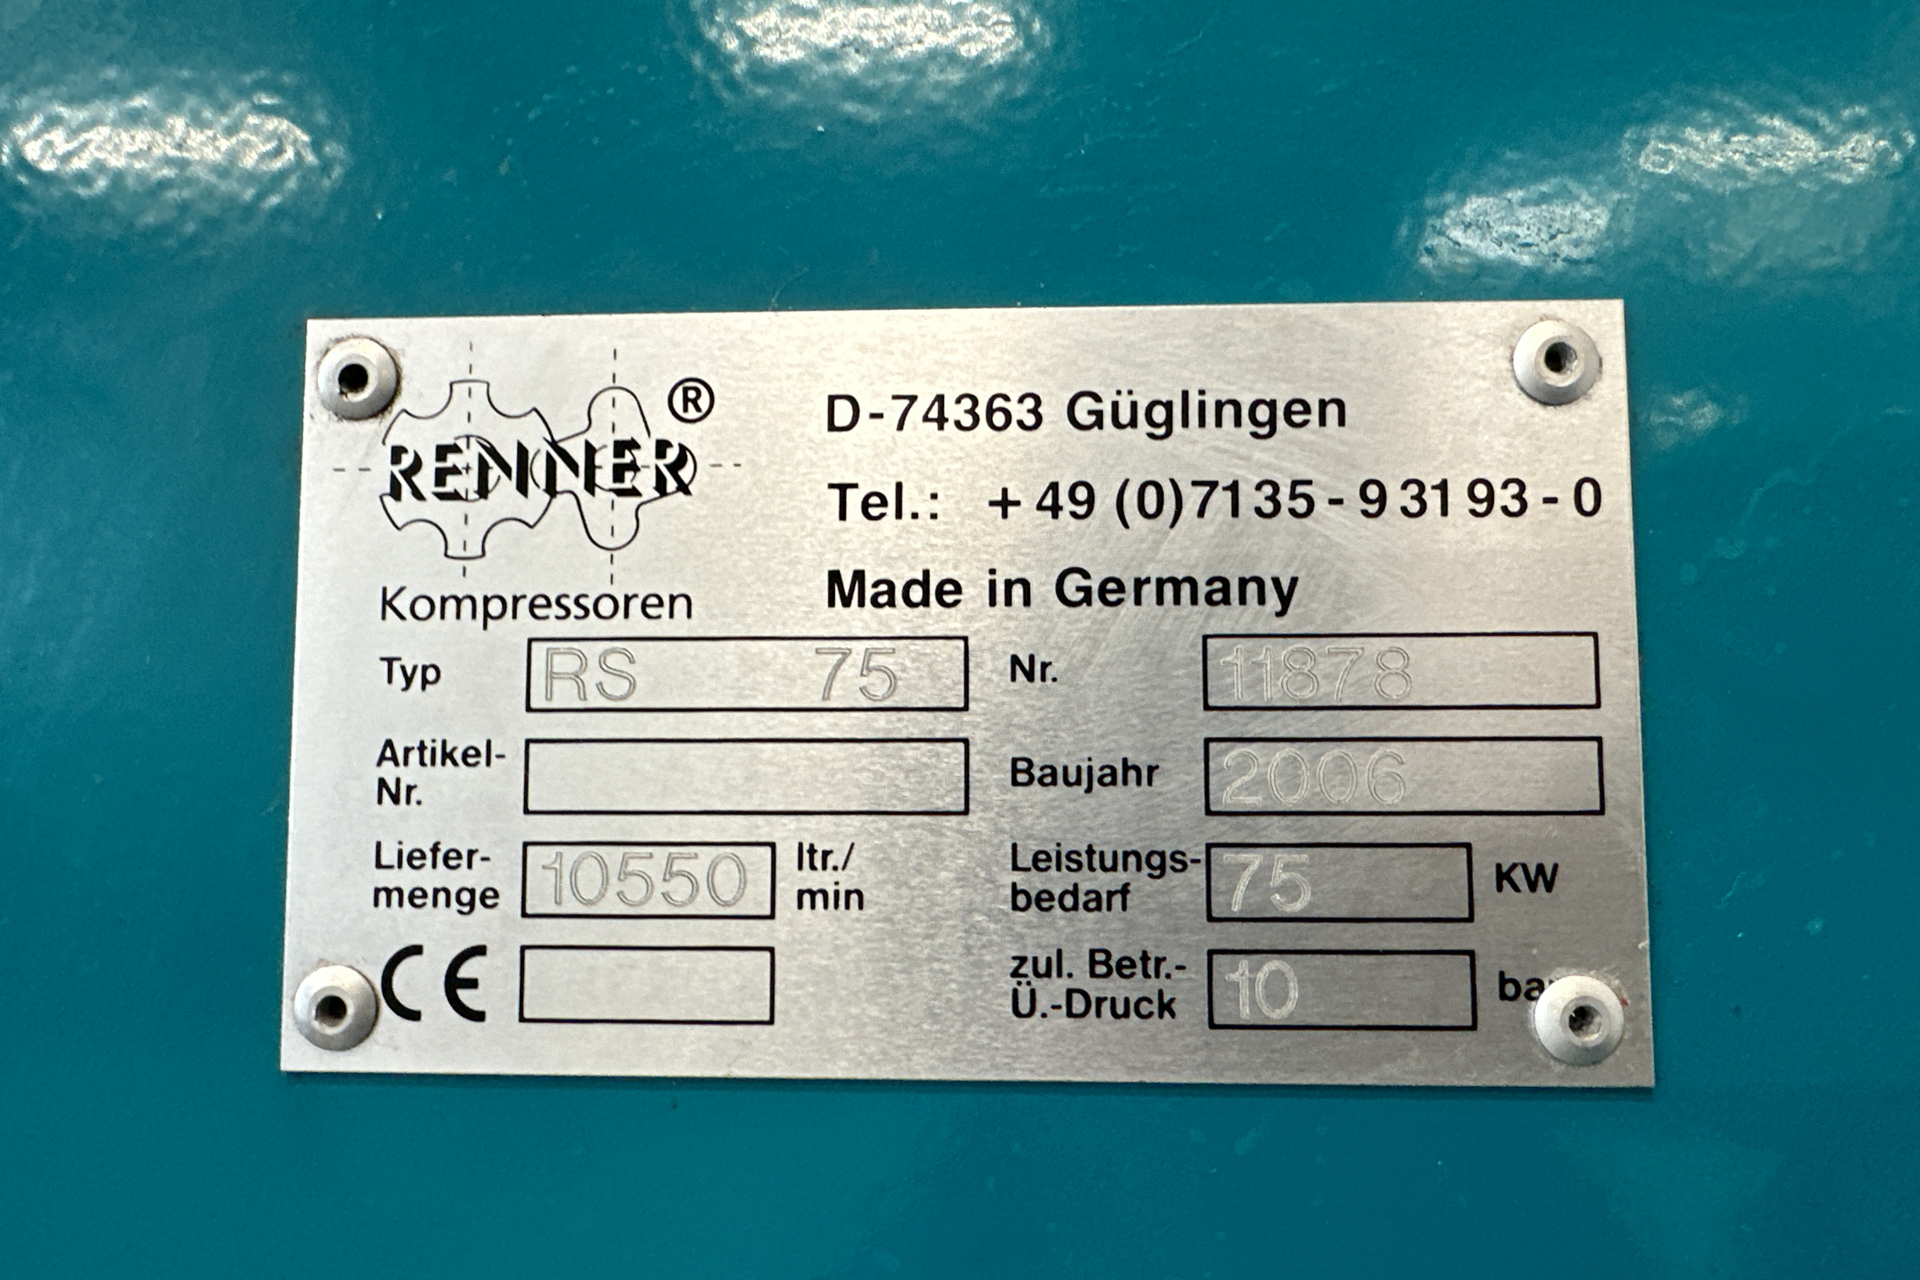 RENNER®
Kompressoren
D-74363 Güglingen
Tel.: +49 (0)7135-93193-0
Made in Germany
Typ RS 75 Nr. 11878
Artikel-
Nr.
Baujahr 2006
Liefer-
menge 10550 ltr./
min
Leistungs-
bedarf 75 KW
CE
zul. Betr.-
Ü.-Druck 10